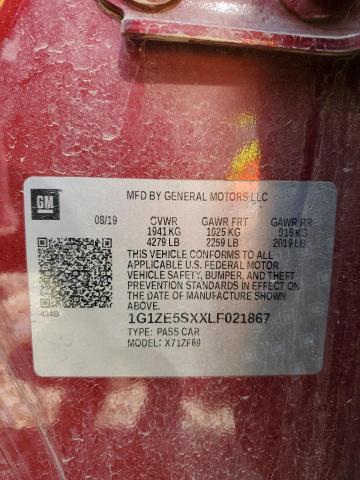 GM
MFD BY GENERAL MOTORS LLC
08/19 GVWR GAWR FRT GAWR RR
1941 KG 1025 KG 916 KG
4279 LB 2259 LB 2019 LB
THIS VEHICLE CONFORMS TO ALL
APPLICABLE U.S. FEDERAL MOTOR
VEHICLE SAFETY, BUMPER, AND THEFT
PREVENTION STANDARDS IN EFFECT ON
THE DATE OF MANUFACTURE SHOWN
ABOVE.
434B
1G1ZE5SXXLF021867
TYPE: PASS CAR
MODEL: X71ZF69